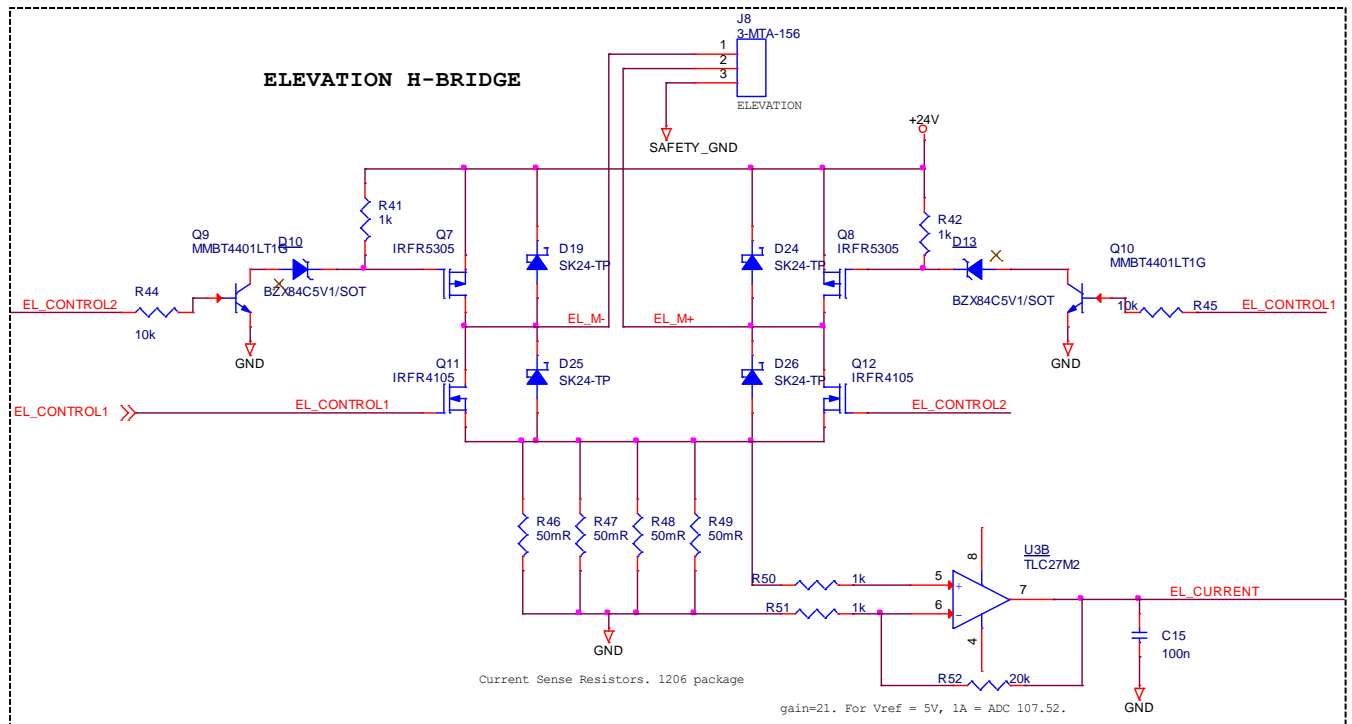 J8
3-MTA-156
1
2
3
ELEVATION
ELEVATION H-BRIDGE
SAFETY_GND
+24V
R41
1k
Q7
IRFR5305
D19
SK24-TP
D24
SK24-TP
Q8
IRFR5305
R42
1k
D13
BZX84C5V1/SOT
Q10
MMBT4401LT1G
Q9
MMBT4401LT1G
D10
BZX84C5V1/SOT
R44
10k
EL_CONTROL2
GND
EL_M-
EL_M+
GND
10k
R45
EL_CONTROL1
Q11
IRFR4105
D25
SK24-TP
D26
SK24-TP
Q12
IRFR4105
EL_CONTROL1
EL_CONTROL1
EL_CONTROL2
R46
50mR
R47
50mR
R48
50mR
R49
50mR
U3B
TLC27M2
8
R50
1k
5
+
7
EL_CURRENT
R51
1k
6
-
4
C15
100n
GND
R52
20k
GND
Current Sense Resistors. 1206 package
gain=21. For Vref = 5V, 1A = ADC 107.52.